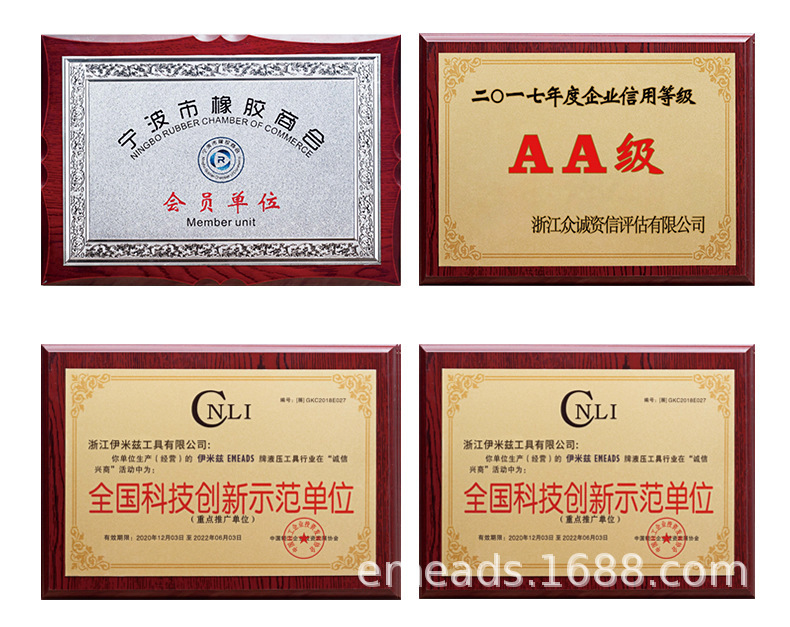 宁波市橡胶商会
NINGBO RUBBER CHAMBER OF COMMERCE
R
会员单位
Member unit
二〇一七年度企业信用等级
AA级
浙江众诚资信评估有限公司
CNLI
编号:[展] GKC2018E027
浙江伊米兹工具有限公司:
你单位生产(经营)的 伊米兹 EMEADS 牌液压工具行业在“诚信
兴商”活动中为:
全国科技创新示范单位
(重点推广单位)
有效期限: 2020年12月03日 至 2022年06月03日
CNLI
编号:[展] GKC2018E027
浙江伊米兹工具有限公司:
你单位生产(经营)的 伊米兹 EMEADS 牌液压工具行业在“诚信
兴商”活动中为:
全国科技创新示范单位
(重点推广单位)
有效期限: 2020年12月03日 至 2022年06月03日
emeads.1688.com